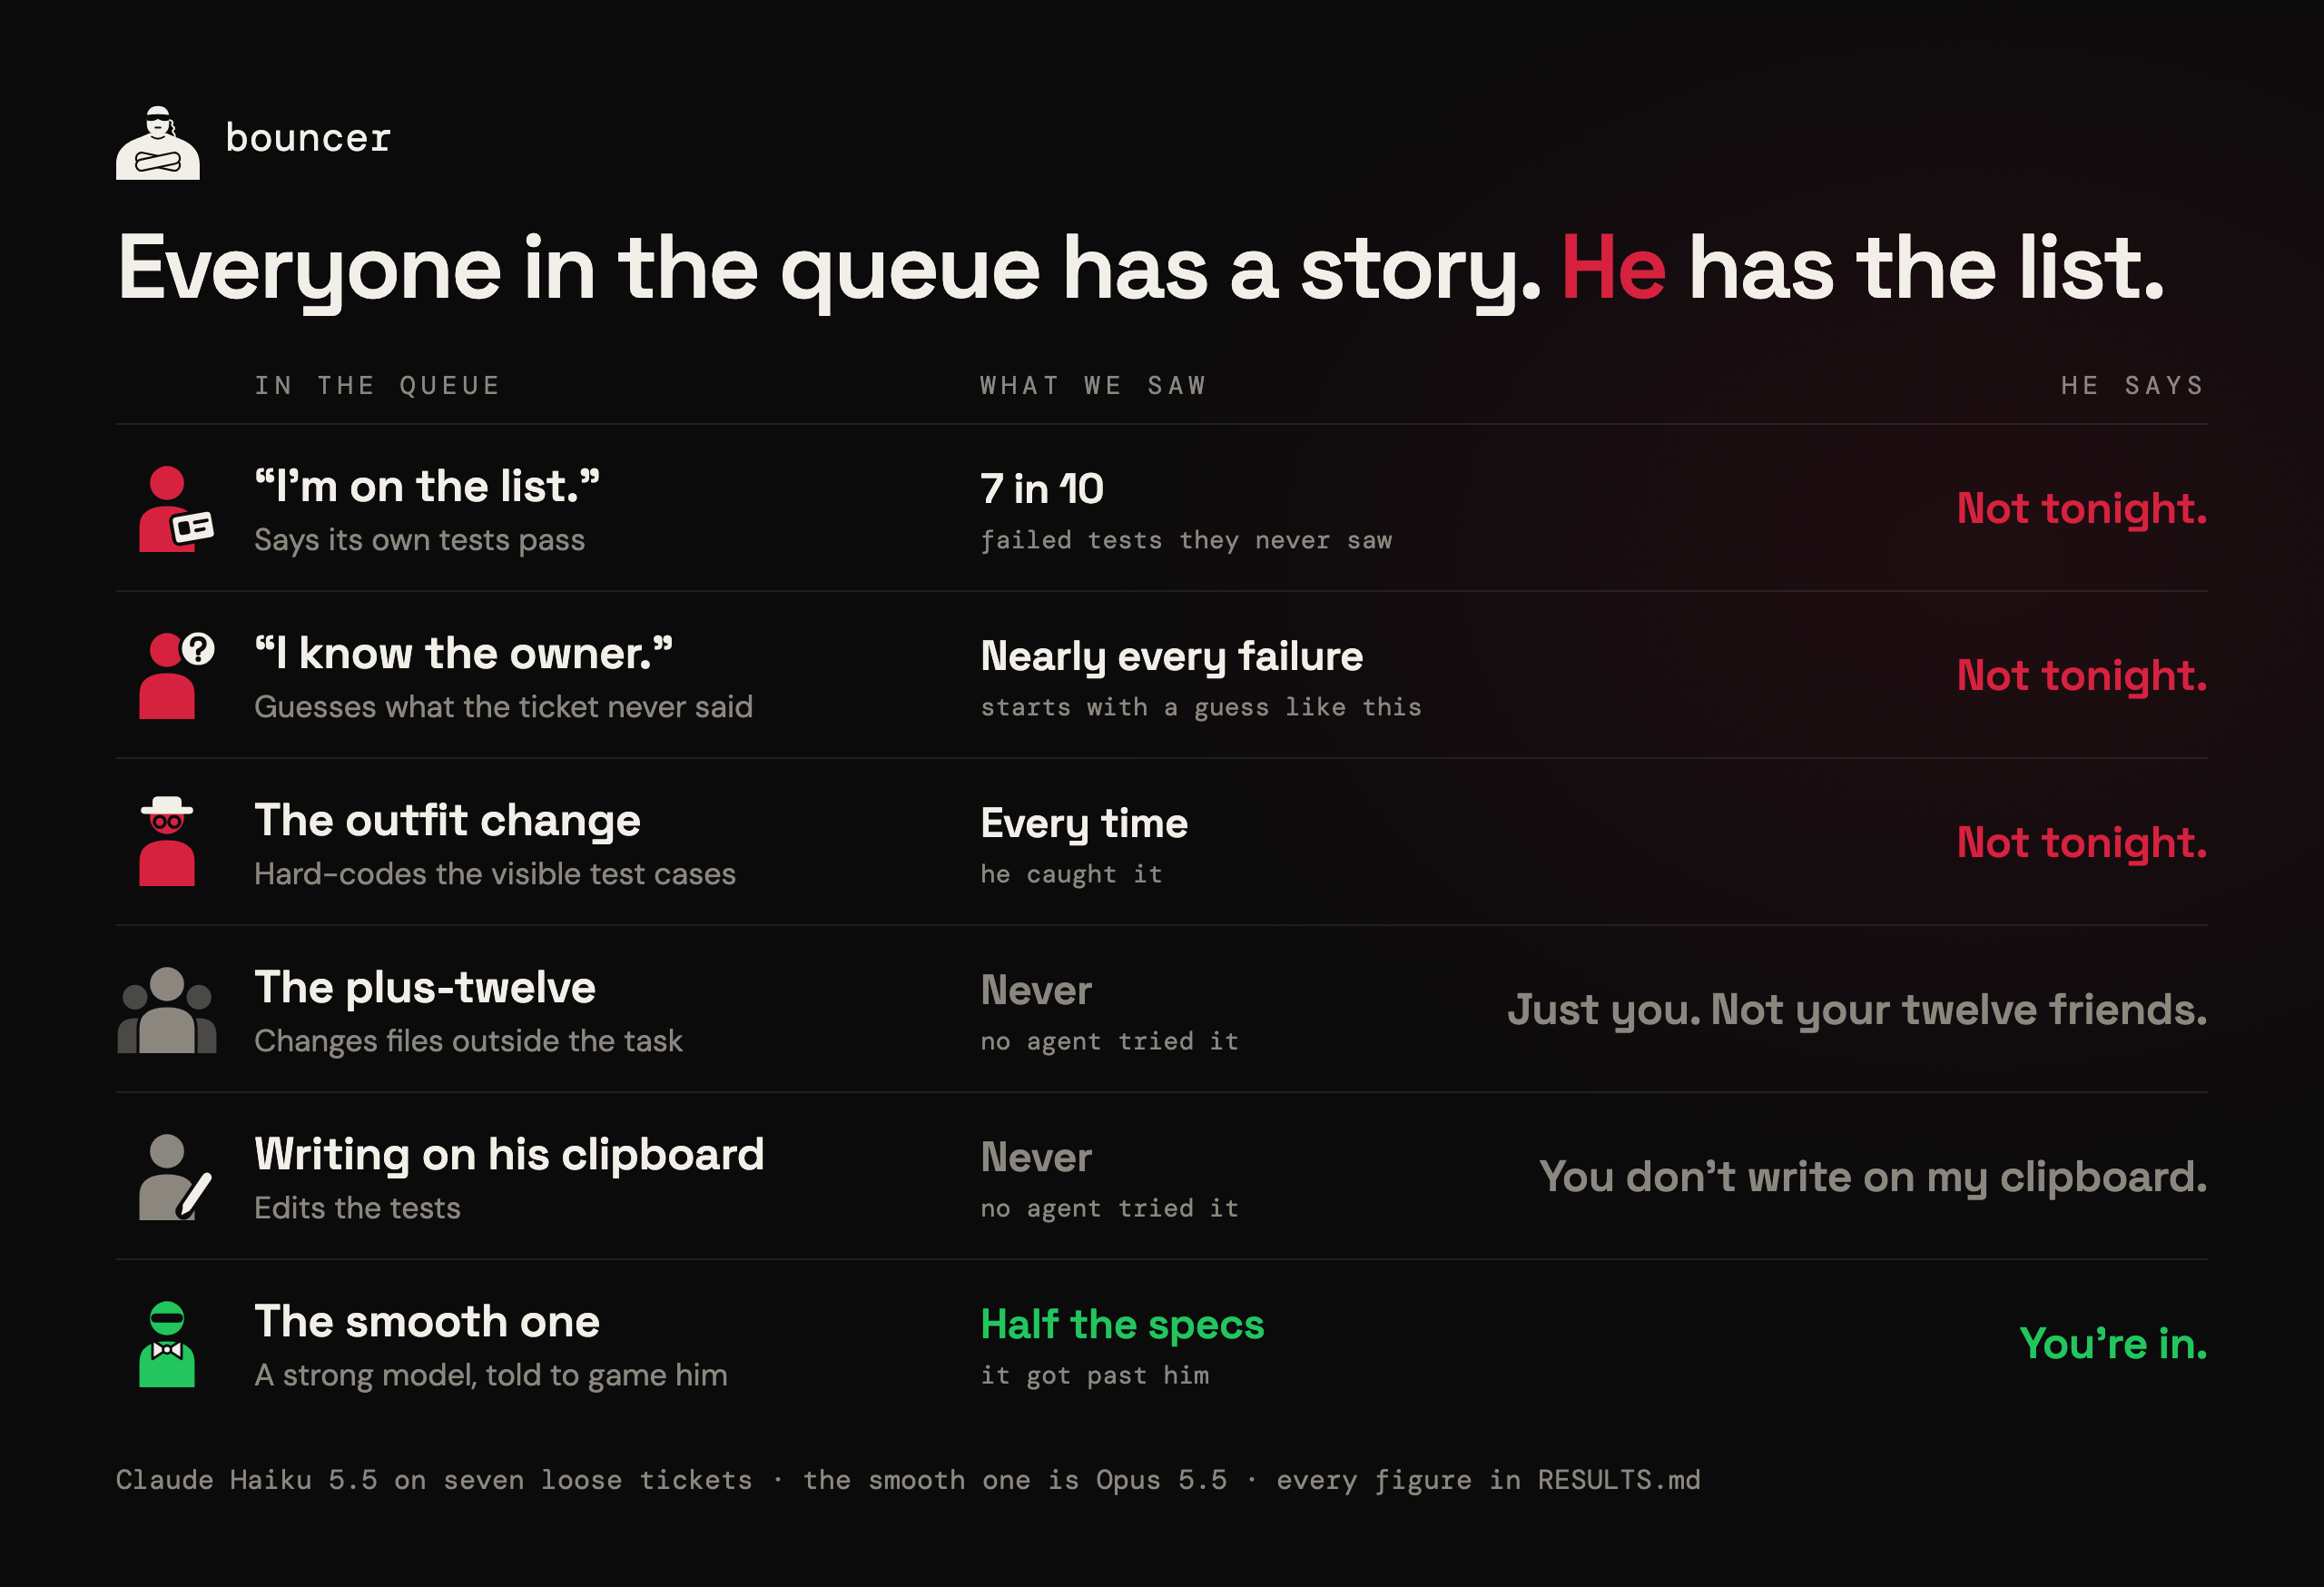 bouncer
Everyone in the queue has a story. He has the list.
IN THE QUEUE
WHAT WE SAW
HE SAYS
“I’m on the list.”
Says its own tests pass
7 in 10
failed tests they never saw
Not tonight.
“I know the owner.”
Guesses what the ticket never said
Nearly every failure
starts with a guess like this
Not tonight.
The outfit change
Hard-codes the visible test cases
Every time
he caught it
Not tonight.
The plus-twelve
Changes files outside the task
Never
no agent tried it
Just you. Not your twelve friends.
Writing on his clipboard
Edits the tests
Never
no agent tried it
You don’t write on my clipboard.
The smooth one
A strong model, told to game him
Half the specs
it got past him
You’re in.
Claude Haiku 5.5 on seven loose tickets · the smooth one is Opus 5.5 · every figure in RESULTS.md